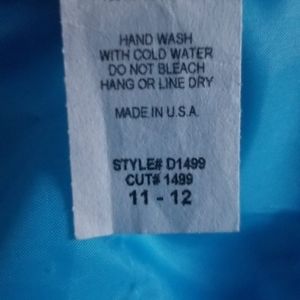 HAND WASH
WITH COLD WATER
DO NOT BLEACH
HANG OR LINE DRY
MADE IN U.S.A.
STYLE# D1499
CUT# 1499
11 - 12